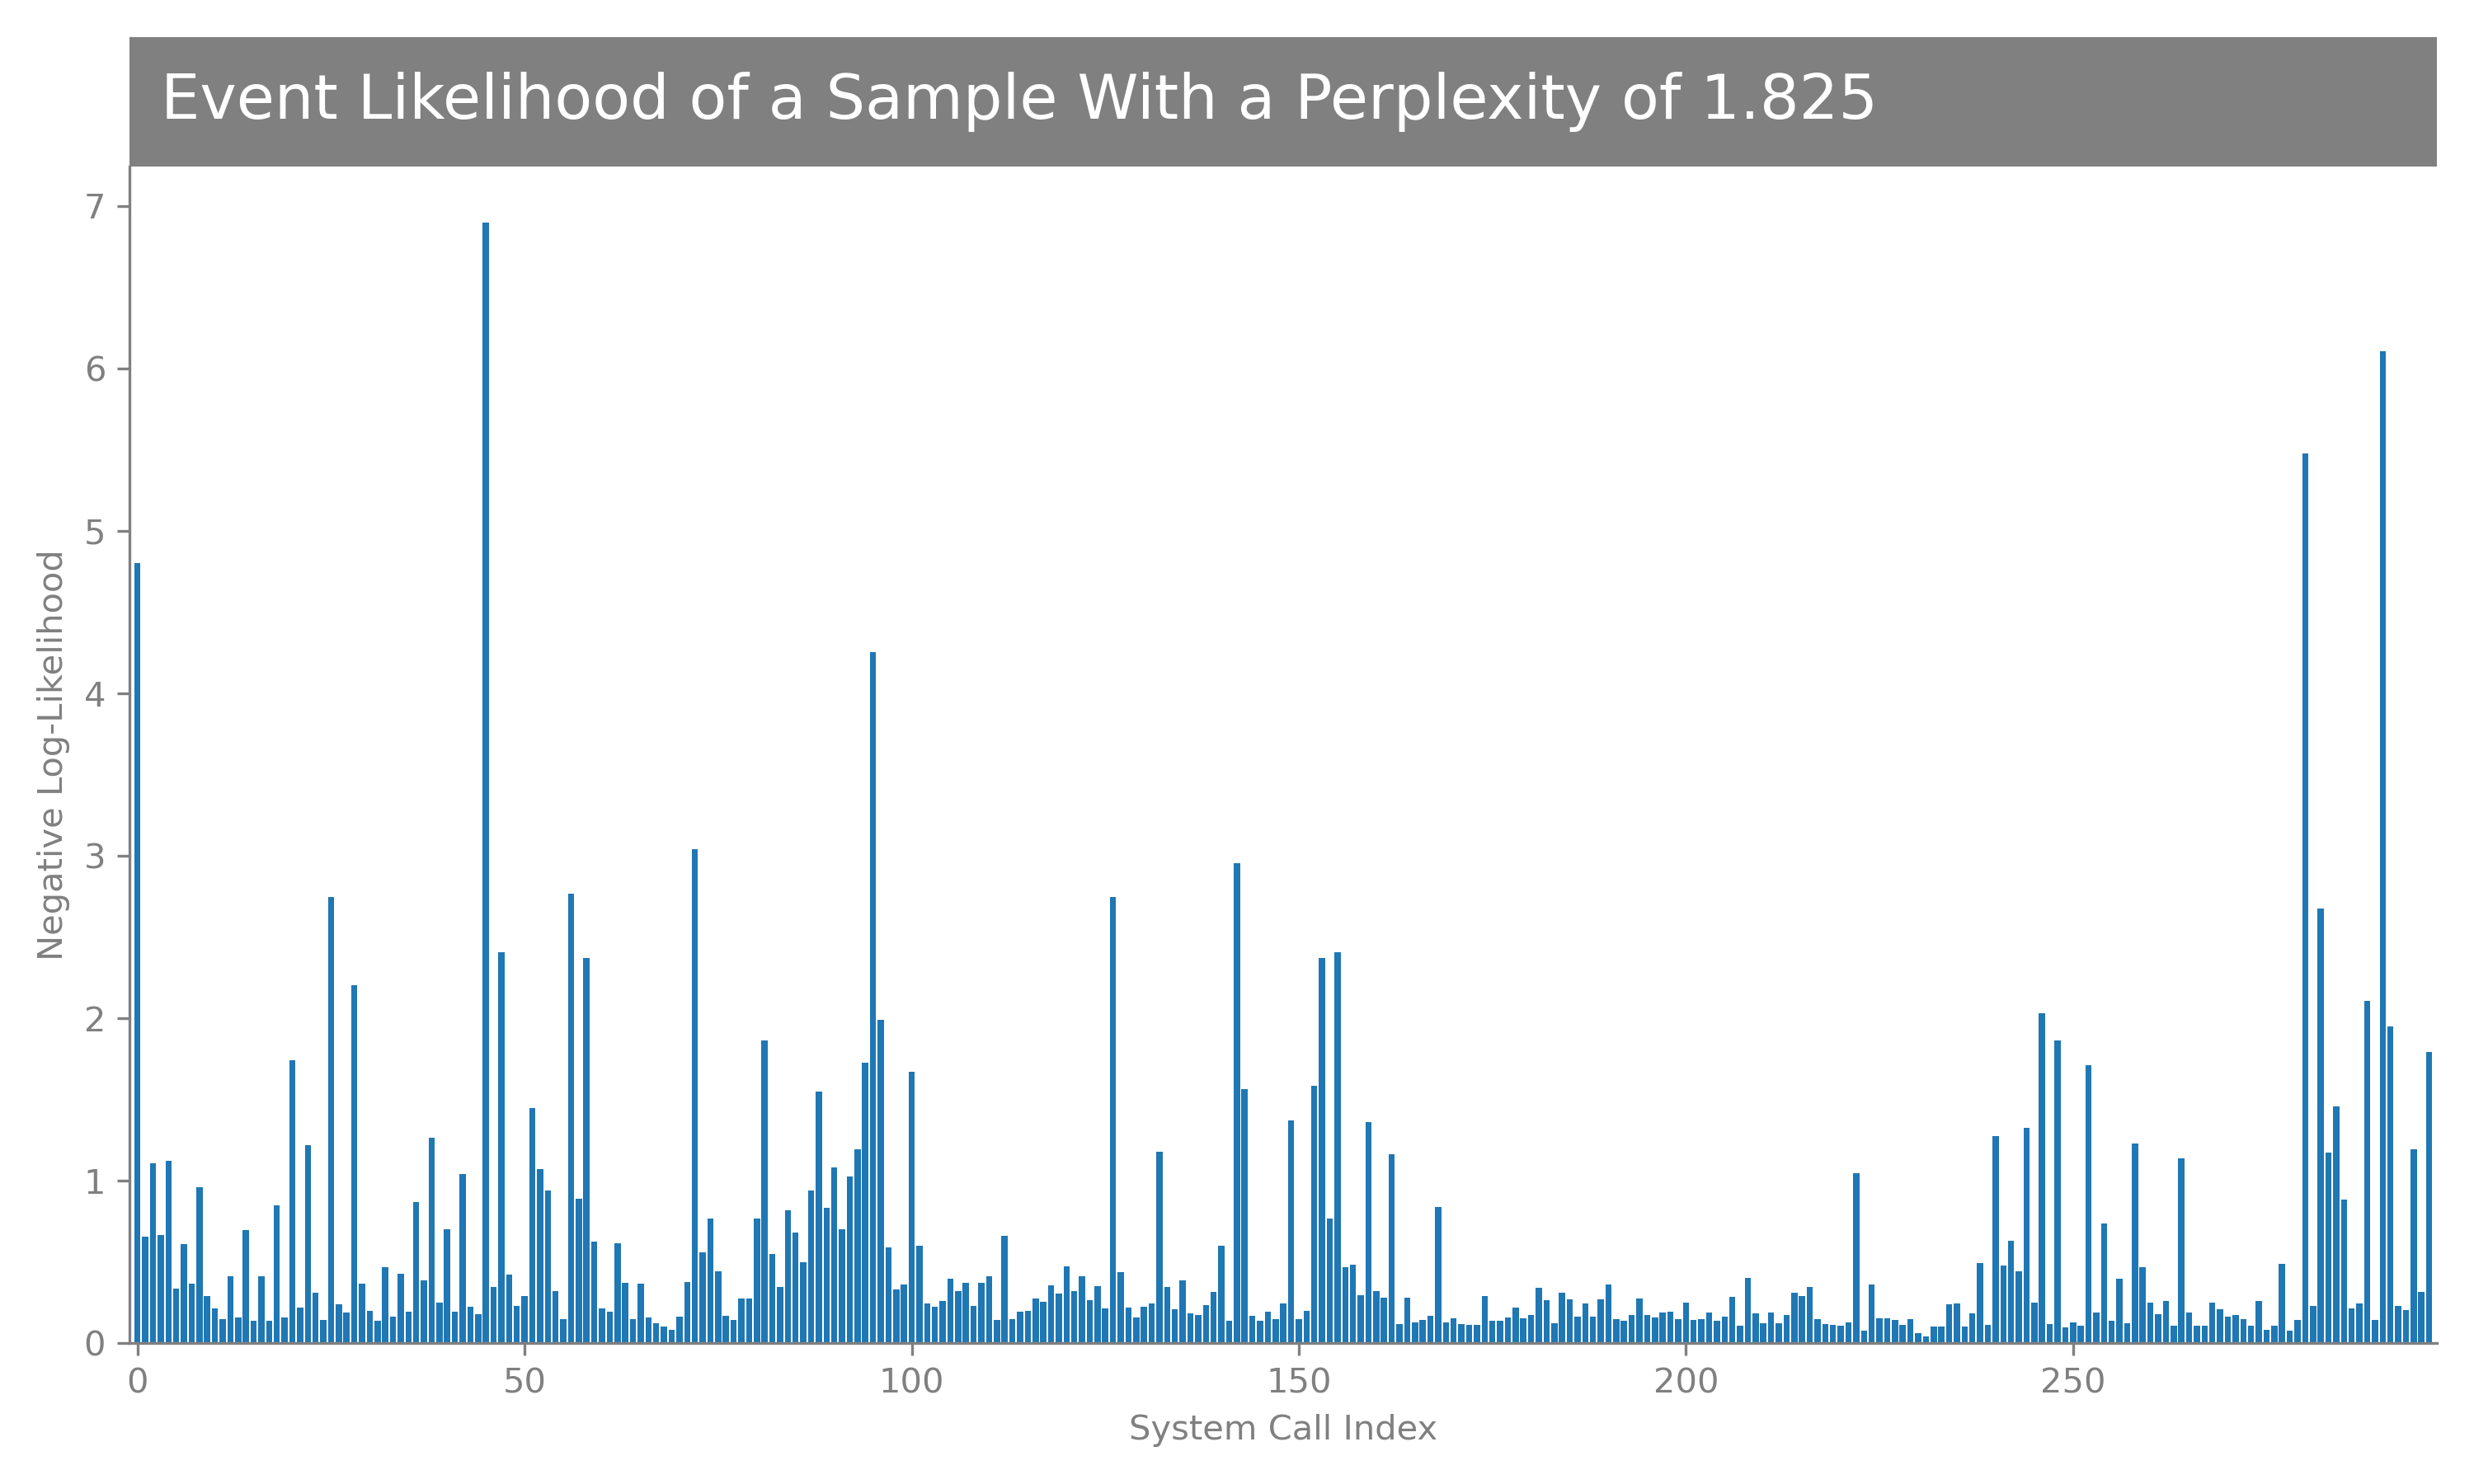 Event Likelihood of a Sample With a Perplexity of 1.825
7
6
5
4
3
2
1
0
Negative Log-Likelihood
0 50 100 150 200 250
System Call Index